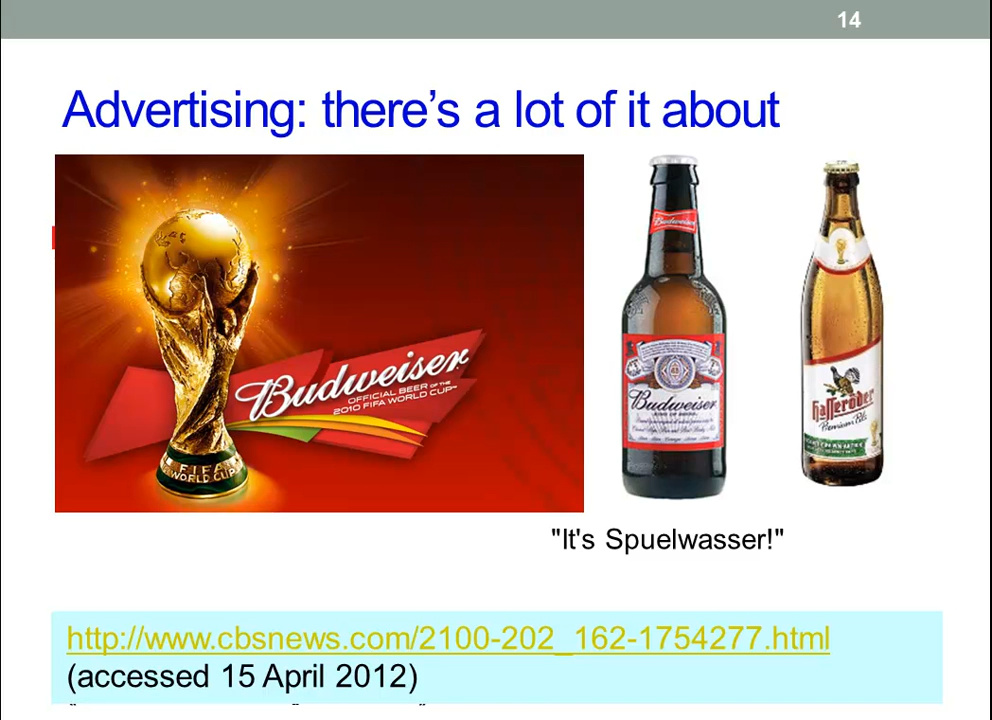 14
Advertising: there’s a lot of it about
Budweiser
OFFICIAL BEER OF THE
2010 FIFA WORLD CUP™
FIFA
WORLD CUP
Budweiser
Budweiser
KING OF BEERS
Hasseröder
Premium Pils
"It's Spuelwasser!"
http://www.cbsnews.com/2100-202_162-1754277.html
(accessed 15 April 2012)